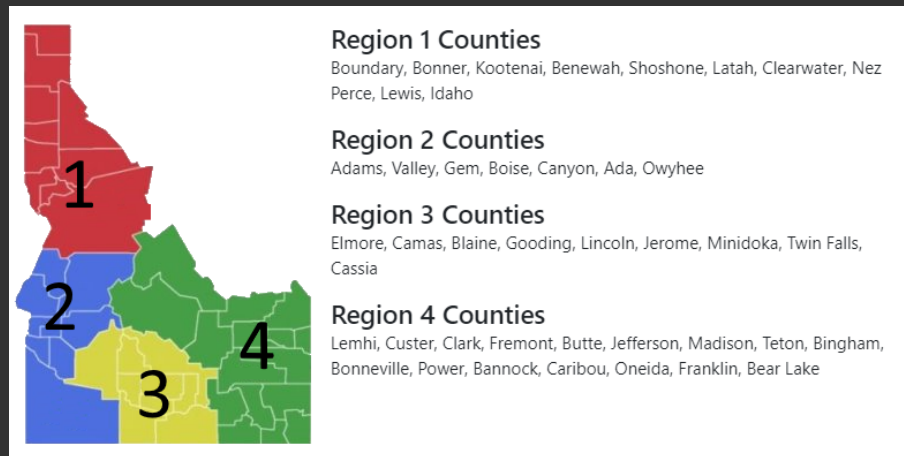 Region 1 Counties
Boundary, Bonner, Kootenai, Benewah, Shoshone, Latah, Clearwater, Nez
Perce, Lewis, Idaho
Region 2 Counties
Adams, Valley, Gem, Boise, Canyon, Ada, Owyhee
Region 3 Counties
Elmore, Camas, Blaine, Gooding, Lincoln, Jerome, Minidoka, Twin Falls,
Cassia
Region 4 Counties
Lemhi, Custer, Clark, Fremont, Butte, Jefferson, Madison, Teton, Bingham,
Bonneville, Power, Bannock, Caribou, Oneida, Franklin, Bear Lake
1
2
3
4